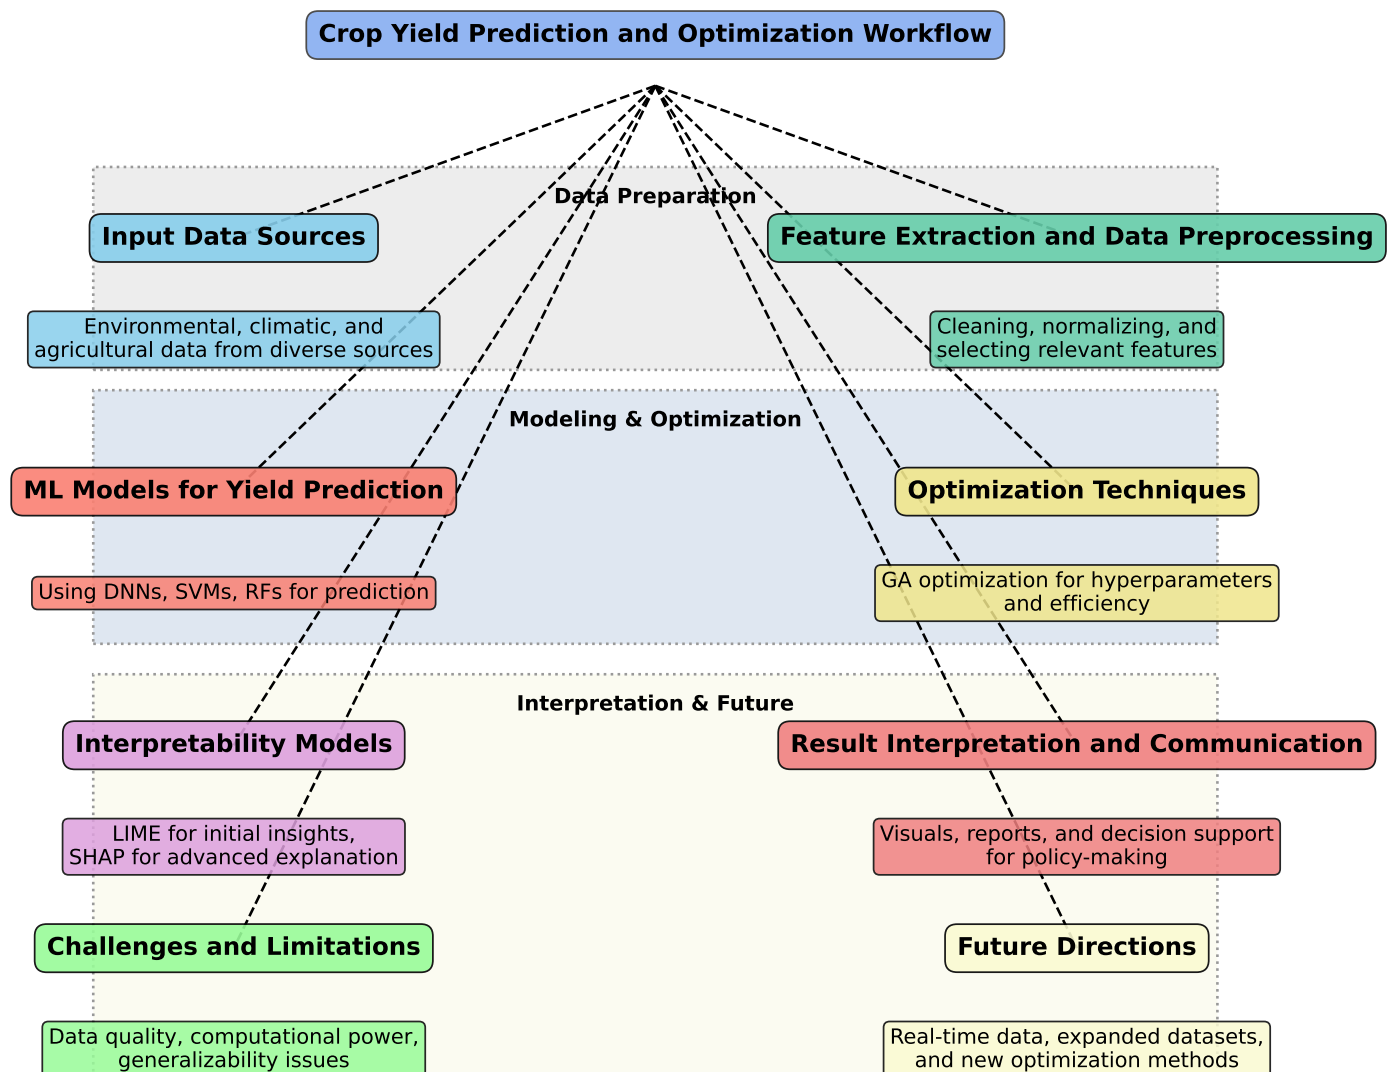 Crop Yield Prediction and Optimization Workflow
Data Preparation
Input Data Sources
Feature Extraction and Data Preprocessing
Environmental, climatic, and
agricultural data from diverse sources
Cleaning, normalizing, and
selecting relevant features
Modeling & Optimization
ML Models for Yield Prediction
Optimization Techniques
Using DNNs, SVMs, RFs for prediction
GA optimization for hyperparameters
and efficiency
Interpretation & Future
Interpretability Models
Result Interpretation and Communication
LIME for initial insights,
SHAP for advanced explanation
Visuals, reports, and decision support
for policy-making
Challenges and Limitations
Future Directions
Data quality, computational power,
generalizability issues
Real-time data, expanded datasets,
and new optimization methods